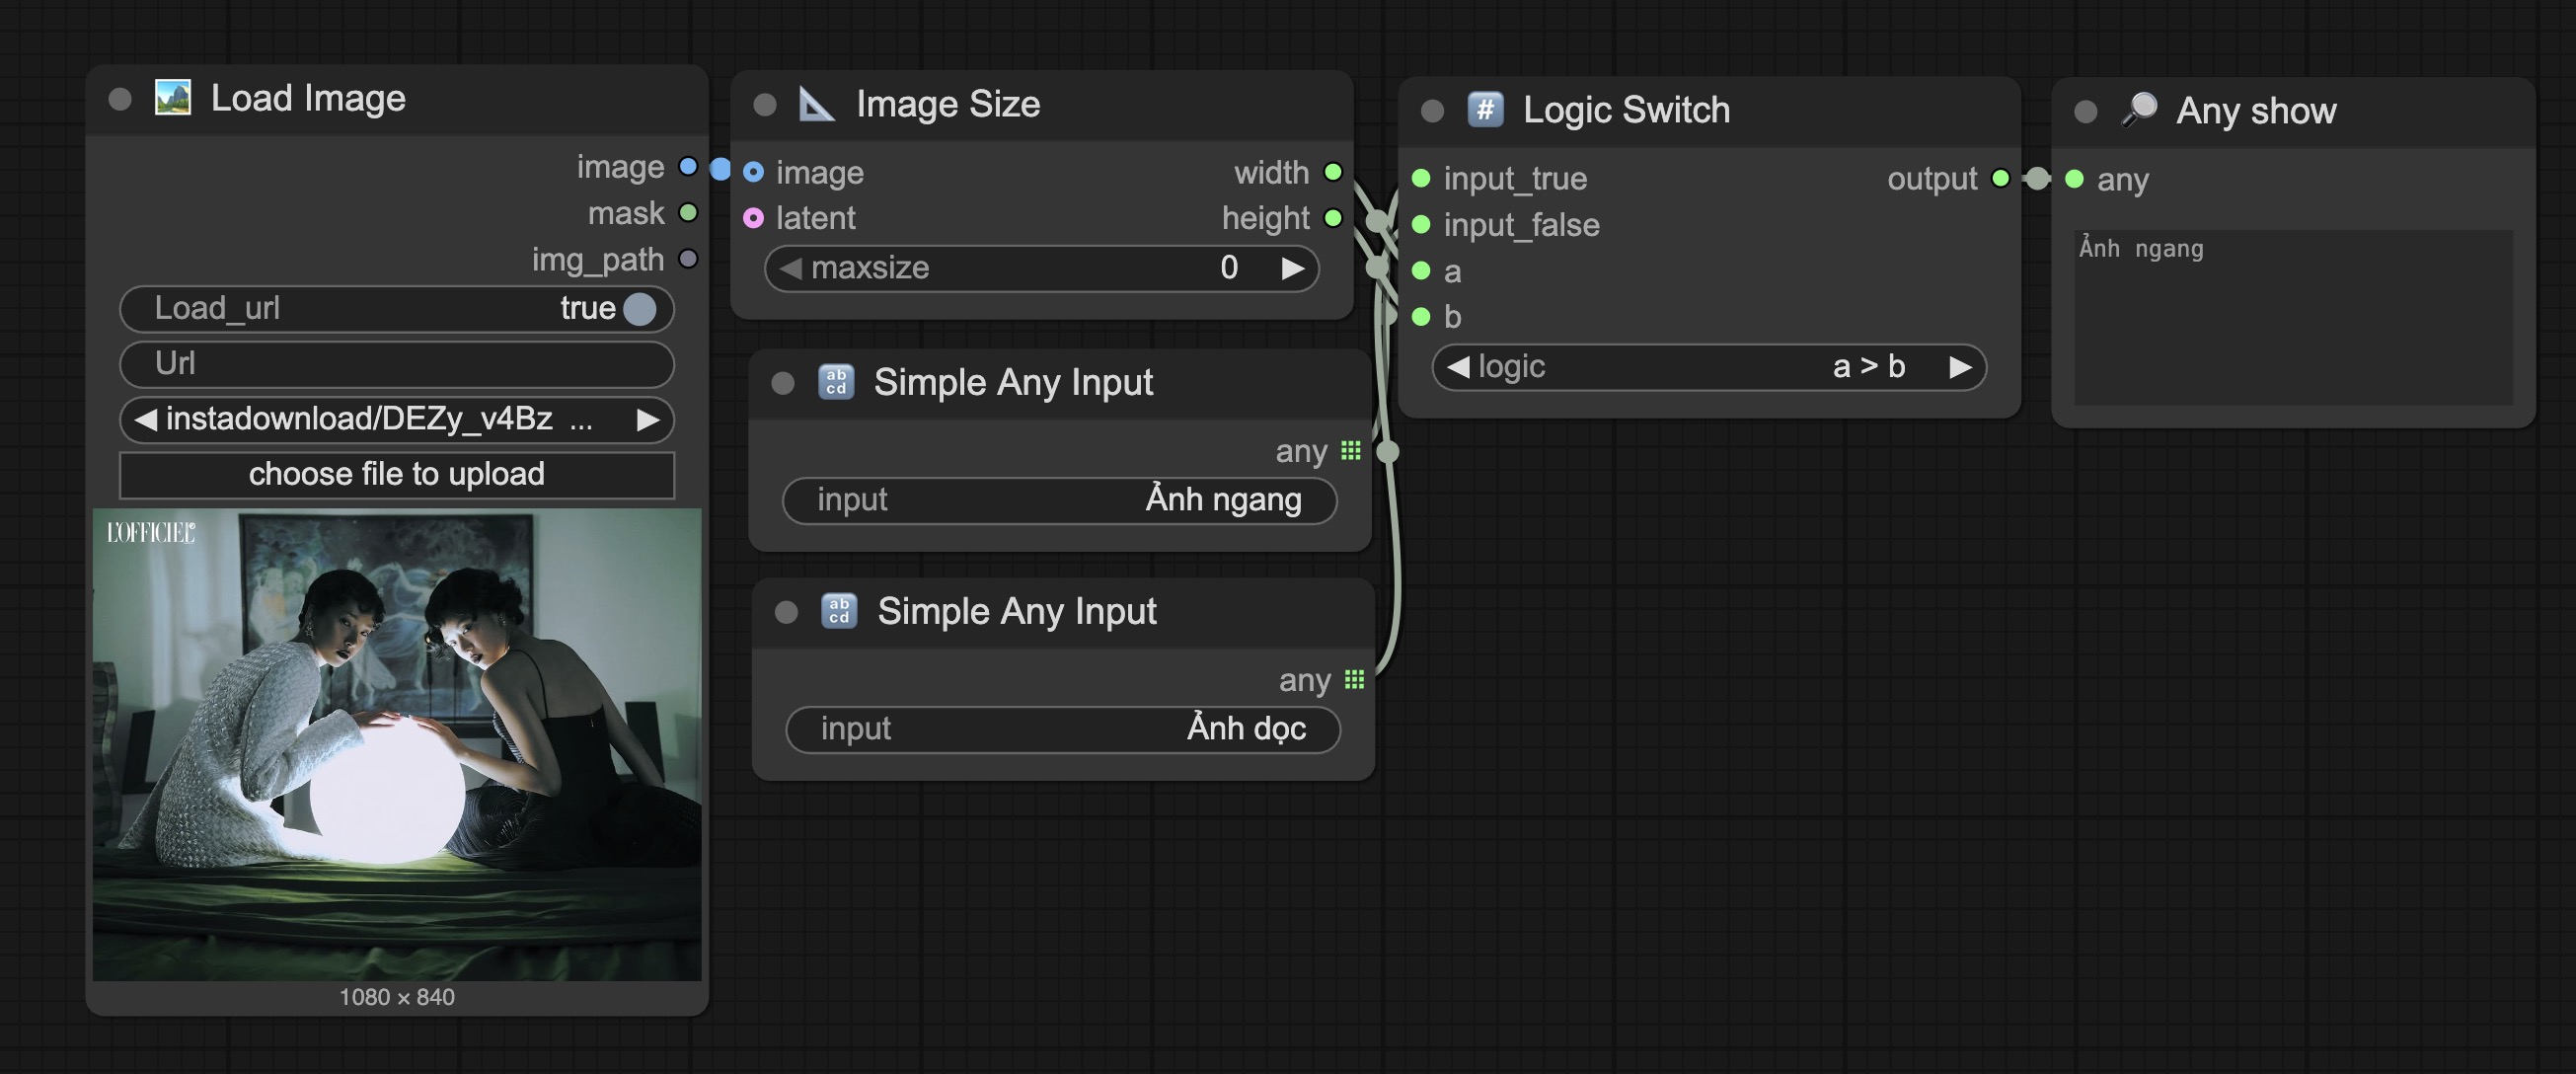 Load Image
image
mask
img_path
Load_url true
Url
instadownload/DEZy_v4Bz ...
choose file to upload
L'OFFICIEL
1080 × 840
Image Size
image width
latent height
maxsize 0
Simple Any Input
any
input Ảnh ngang
Simple Any Input
any
input Ảnh dọc
Logic Switch
input_true output
input_false
a
b
logic a > b
Any show
any
Ảnh ngang